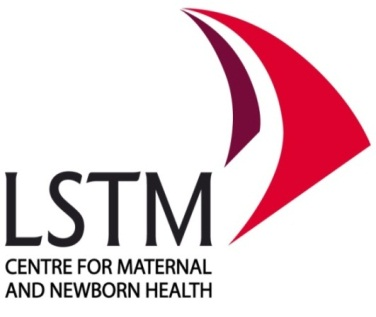 LSTM
CENTRE FOR MATERNAL
AND NEWBORN HEALTH